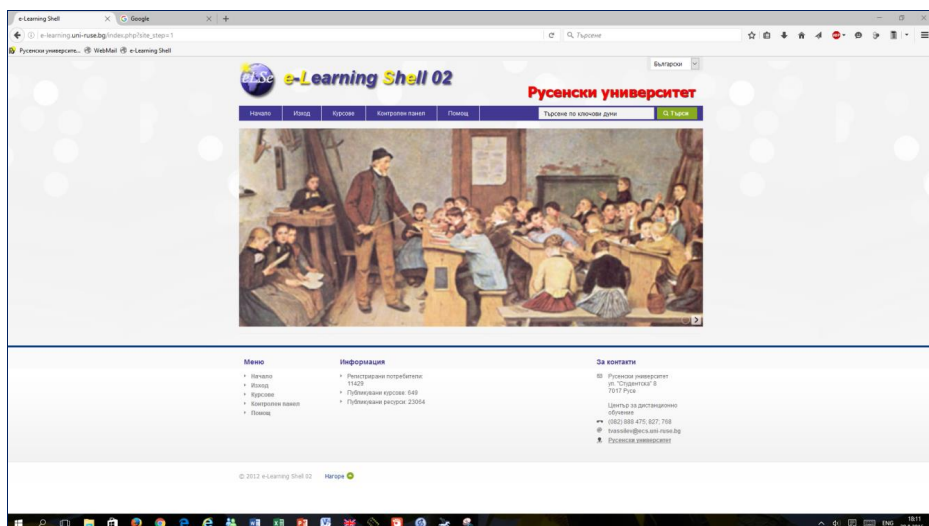 e-Learning Shell
Google
e-learning.uni-ruse.bg/index.php?site_step=1
Търсене
Русенски университе...
WebMail
e-Learning Shell
Български
el-Se e-Learning Shell 02
Русенски университет
Начало
Изход
Курсове
Контролен панел
Помощ
Търсене по ключови думи
Търси
Меню
Начало
Изход
Курсове
Контролен панел
Помощ
Информация
Регистрирани потребители:
11429
Публикувани курсове: 649
Публикувани ресурси: 23064
За контакти
Русенски университет
ул. "Студентска" 8
7017 Русе
Център за дистанционно
обучение
(082) 888 475, 827, 788
tvassilev@ecs.uni-ruse.bg
Русенски университет
© 2012 e-Learning Shell 02
Нагоре
ENG
18:11